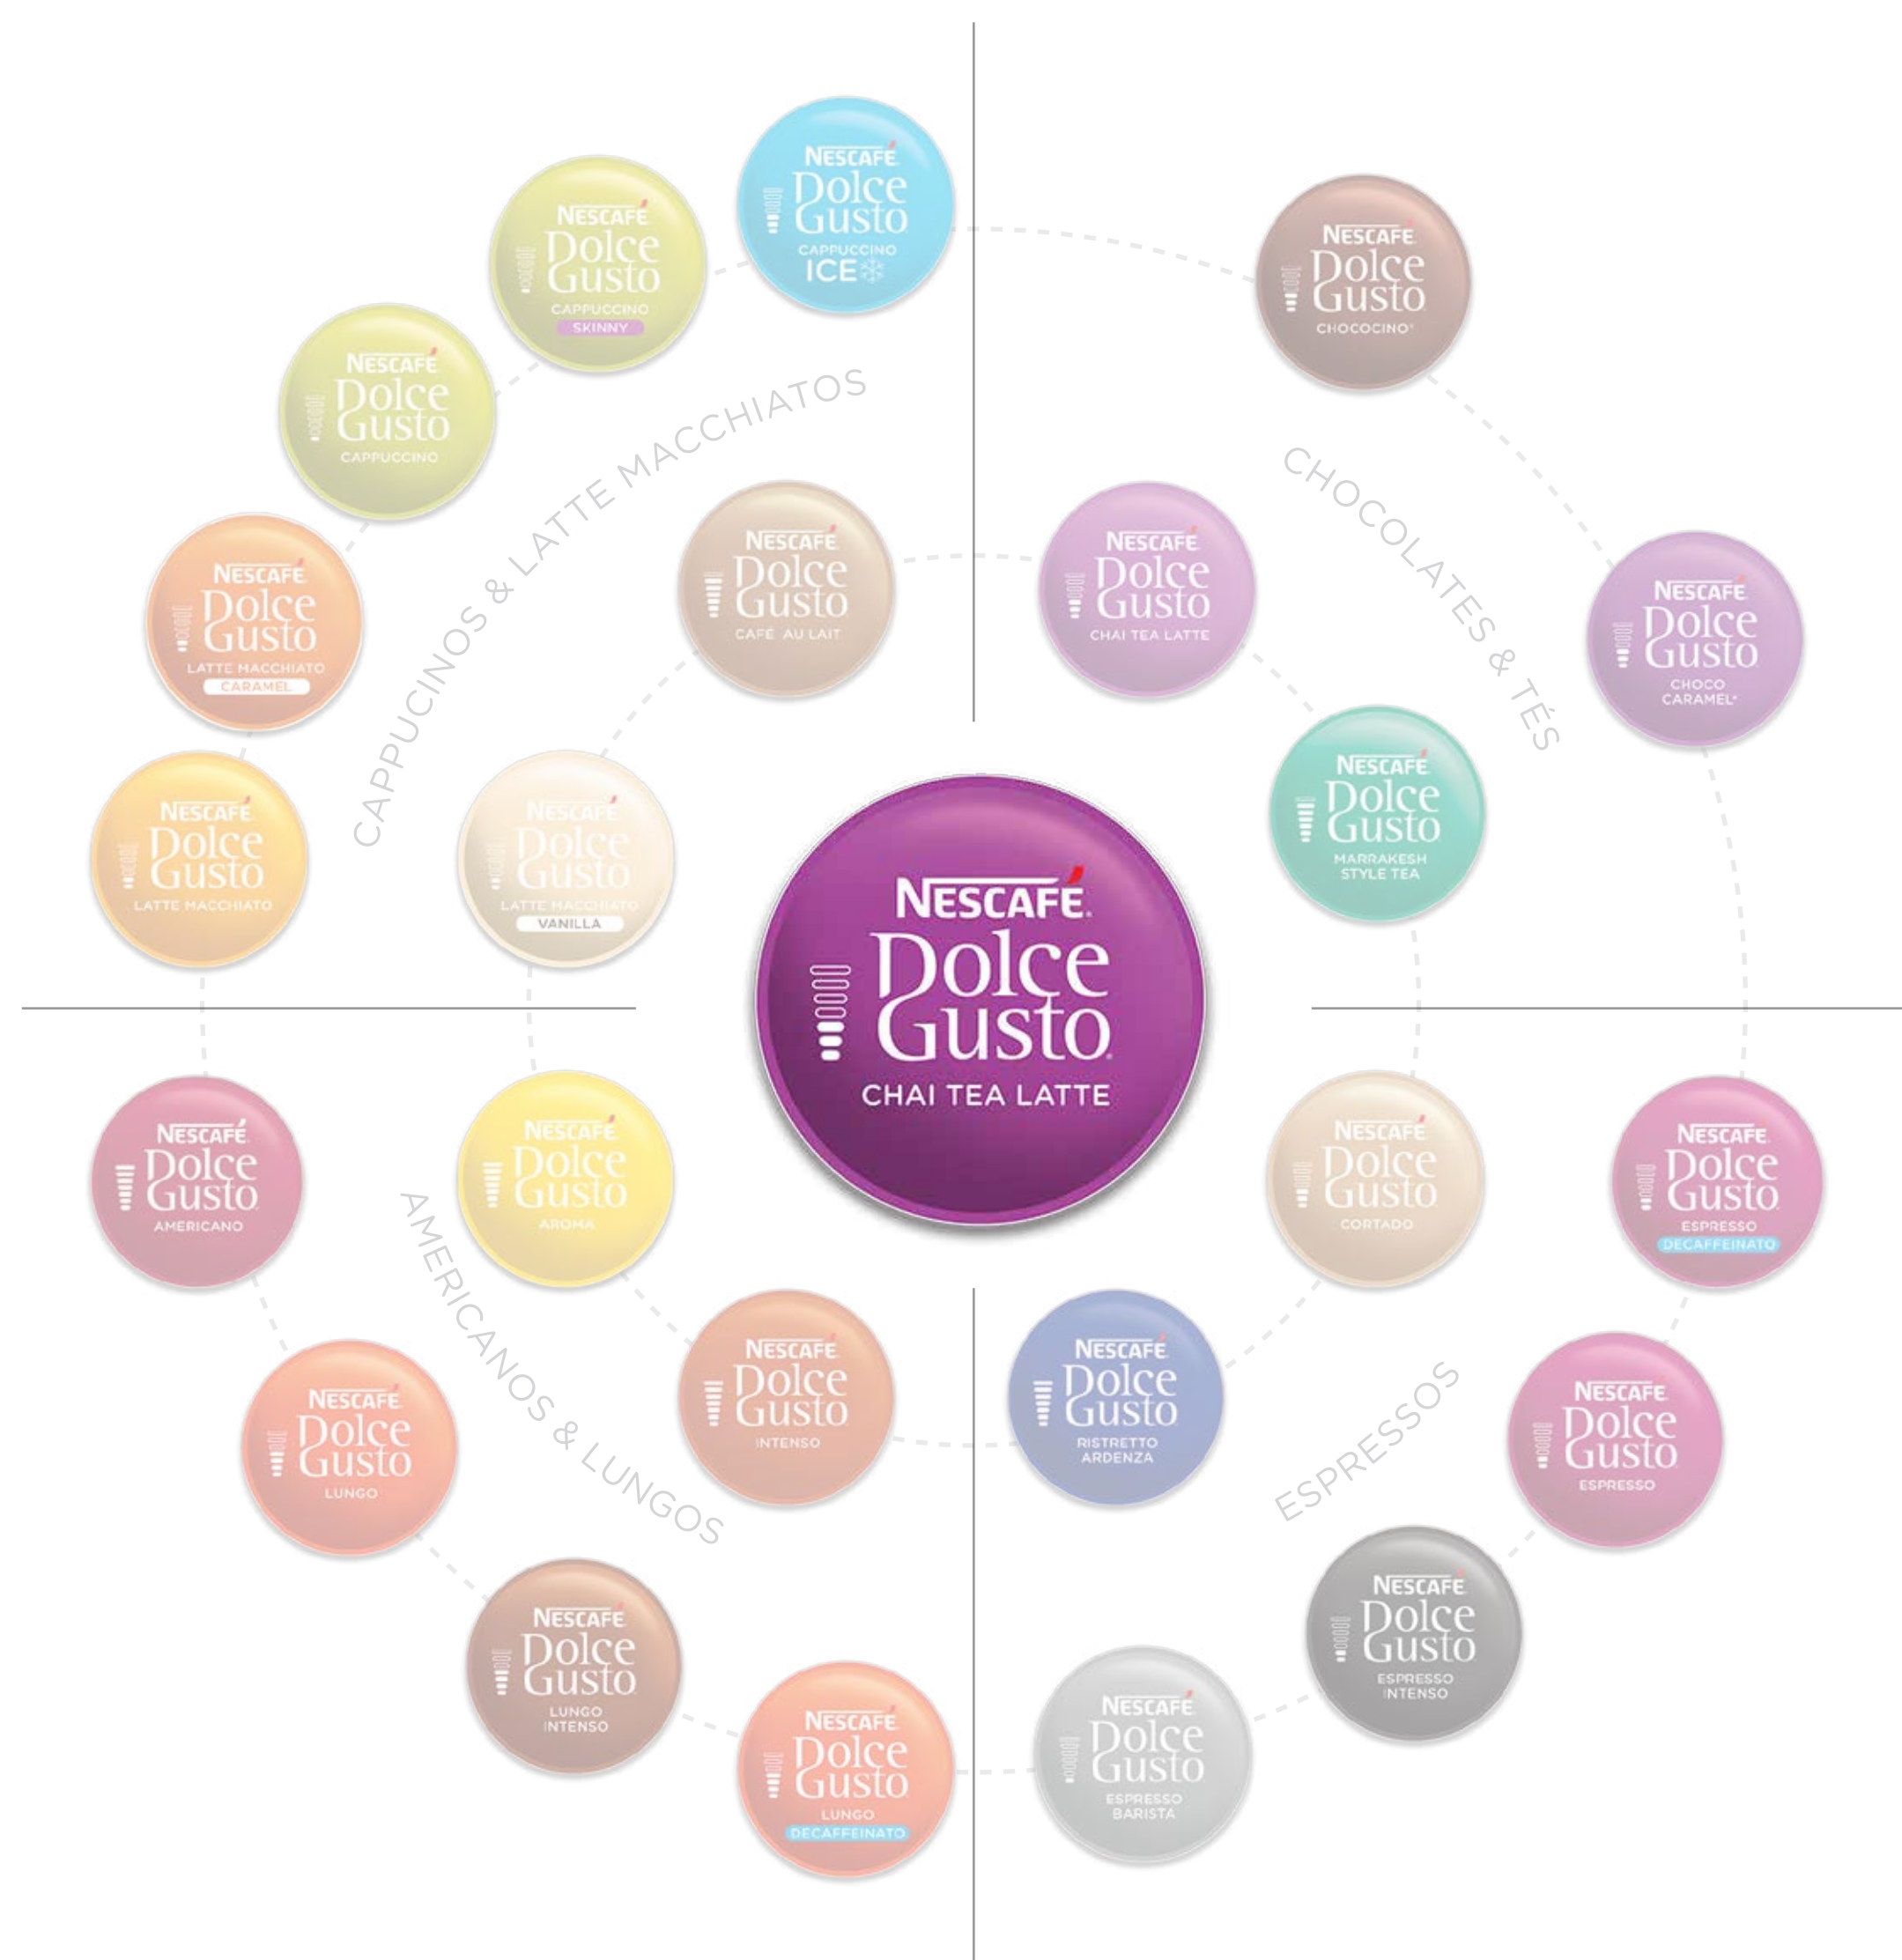 NESCAFÉ
Dolce
Gusto
CAPPUCCINO
ICE
NESCAFÉ
Dolce
Gusto
CAPPUCCINO
SKINNY
NESCAFÉ
Dolce
Gusto
CAPPUCCINO
NESCAFÉ
Dolce
Gusto
LATTE MACCHIATO
CARAMEL
NESCAFÉ
Dolce
Gusto
LATTE MACCHIATO
CAPPUCINOS & LATTE MACCHIATOS
NESCAFÉ
Dolce
Gusto
CAFÉ AU LAIT
NESCAFÉ
Dolce
Gusto
LATTE MACCHIATO
VANILLA
NESCAFÉ
Dolce
Gusto
CHOCOCINO*
NESCAFÉ
Dolce
Gusto
CHOCO
CARAMEL*
CHOCOLATES & TÉS
NESCAFÉ
Dolce
Gusto
CHAI TEA LATTE
NESCAFÉ
Dolce
Gusto
MARRAKESH
STYLE TEA
NESCAFÉ®
Dolce
Gusto®
CHAI TEA LATTE
NESCAFÉ
Dolce
Gusto
AMERICANO
NESCAFÉ
Dolce
Gusto
AROMA
AMERICANOS & LUNGOS
NESCAFÉ
Dolce
Gusto
INTENSO
NESCAFÉ
Dolce
Gusto
LUNGO
NESCAFÉ
Dolce
Gusto
LUNGO
INTENSO
NESCAFÉ
Dolce
Gusto
LUNGO
DECAFFEINATO
NESCAFÉ
Dolce
Gusto
CORTADO
NESCAFÉ
Dolce
Gusto
ESPRESSO
DECAFFEINATO
NESCAFÉ
Dolce
Gusto
RISTRETTO
ARDENZA
ESPRESSOS
NESCAFÉ
Dolce
Gusto
ESPRESSO
NESCAFÉ
Dolce
Gusto
ESPRESSO
INTENSO
NESCAFÉ
Dolce
Gusto
ESPRESSO
BARISTA